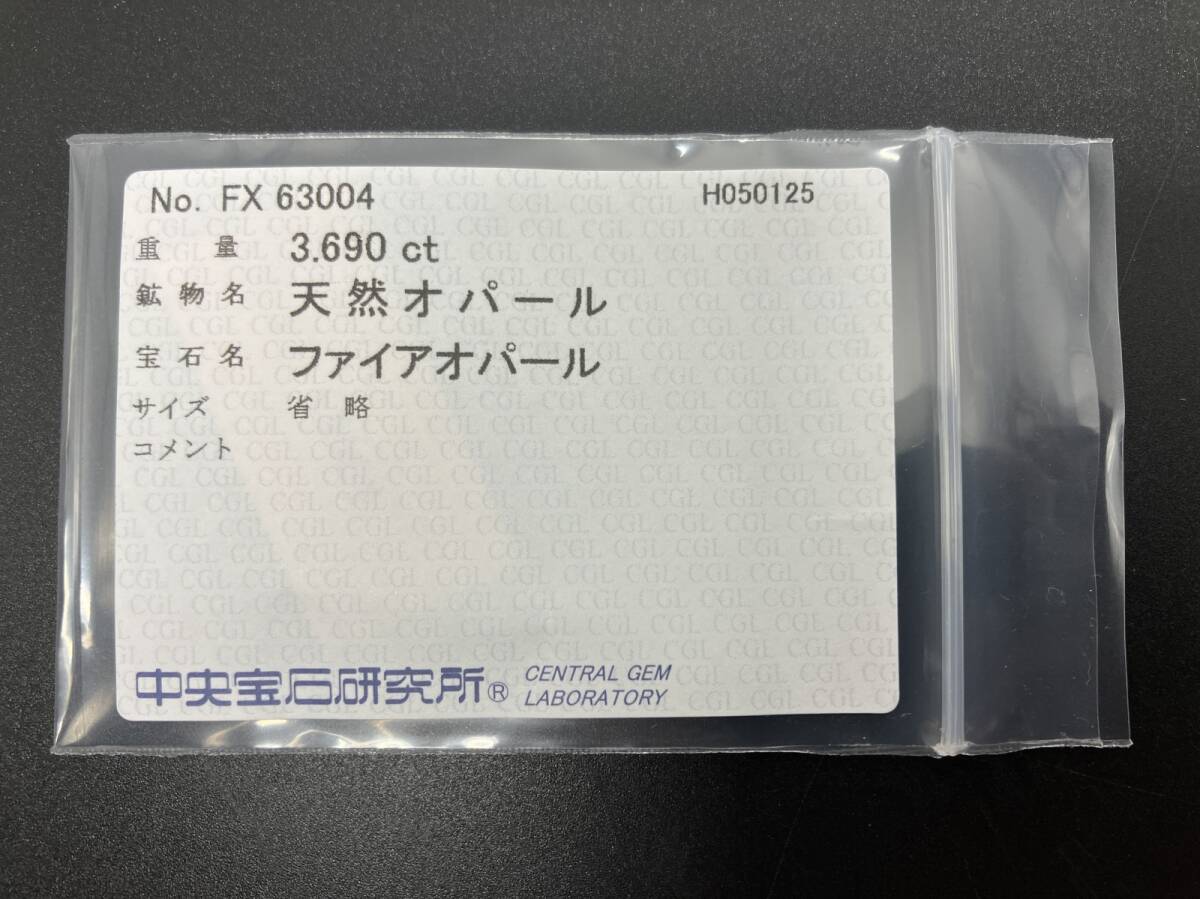 No. FX 63004 H050125
重量 3.690 ct
鉱物名 天然オパール
宝石名 ファイアオパール
サイズ 省略
コメント
中央宝石研究所® CENTRAL GEM
LABORATORY